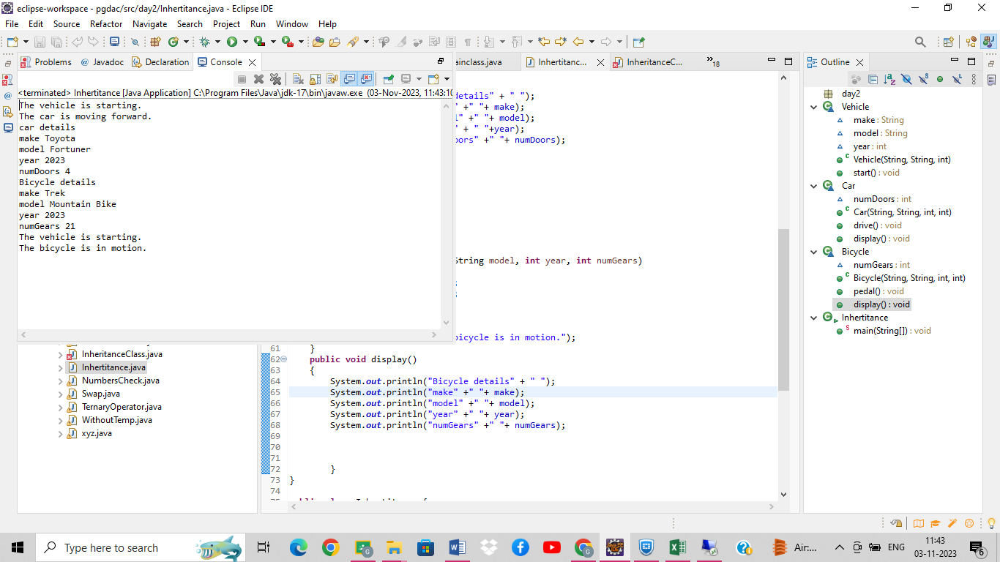 eclipse-workspace - pgdac/src/day2/Inhertitance.java - Eclipse IDE
File Edit Source Refactor Navigate Search Project Run Window Help
Problems @ Javadoc Declaration Console
<terminated> Inhertitance [Java Application] C:\Program Files\Java\jdk-17\bin\javaw.exe (03-Nov-2023, 11:43:10
The vehicle is starting.
The car is moving forward.
car details
make Toyota
model Fortuner
year 2023
numDoors 4
Bicycle details
make Trek
model Mountain Bike
year 2023
numGears 21
The vehicle is starting.
The bicycle is in motion.
InheritanceClass.java
Inhertitance.java
NumbersCheck.java
Swap.java
TernaryOperator.java
WithoutTemp.java
xyz.java
ainclass.java Inhertitanc... InheritanceC... »18
details" + " ");
" +" "+ make);
l" +" "+ model);
" + " "+year);
oors" +" "+ numDoors);
String model, int year, int numGears)
;
;
bicycle is in motion.");
61 }
62 public void display()
63 {
64 System.out.println("Bicycle details" + " ");
65 System.out.println("make" +" "+ make);
66 System.out.println("model" +" "+ model);
67 System.out.println("year" +" "+ year);
68 System.out.println("numGears" +" "+ numGears);
69
70
71
72 }
73 }
74
Outline
day2
Vehicle
make : String
model : String
year : int
Vehicle(String, String, int)
start() : void
Car
numDoors : int
Car(String, String, int, int)
drive() : void
display() : void
Bicycle
numGears : int
Bicycle(String, String, int, int)
pedal() : void
display() : void
Inhertitance
main(String[]) : void
Type here to search
Air:...
ENG
11:43
03-11-2023
6